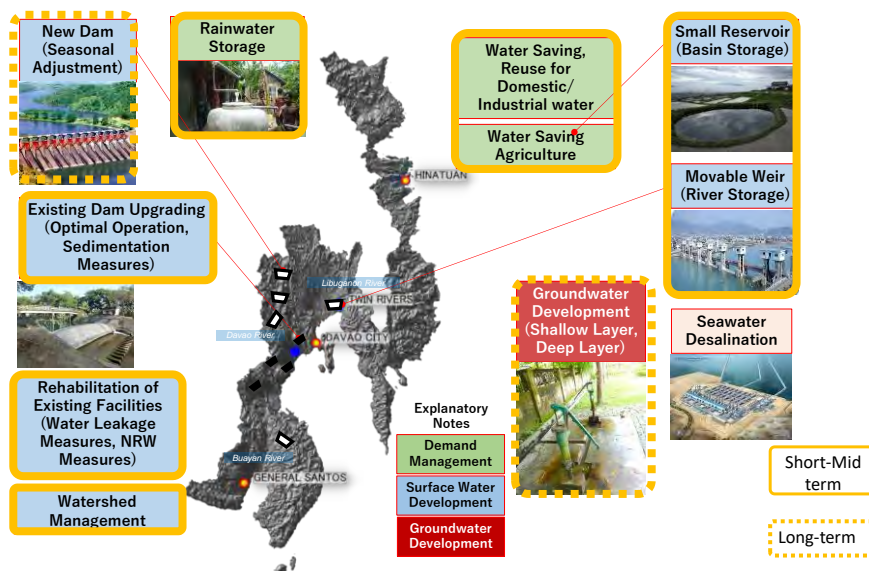 New Dam
(Seasonal
Adjustment)
Rainwater
Storage
Water Saving,
Reuse for
Domestic/
Industrial water
Water Saving
Agriculture
Small Reservoir
(Basin Storage)
Movable Weir
(River Storage)
HINATUAN
Existing Dam Upgrading
(Optimal Operation,
Sedimentation
Measures)
Libuganon River
TWIN RIVERS
Davao River
DAVAO CITY
Groundwater
Development
(Shallow Layer,
Deep Layer)
Seawater
Desalination
Rehabilitation of
Existing Facilities
(Water Leakage
Measures, NRW
Measures)
Watershed
Management
Buayan River
GENERAL SANTOS
Explanatory
Notes
Demand
Management
Surface Water
Development
Groundwater
Development
Short-Mid
term
Long-term